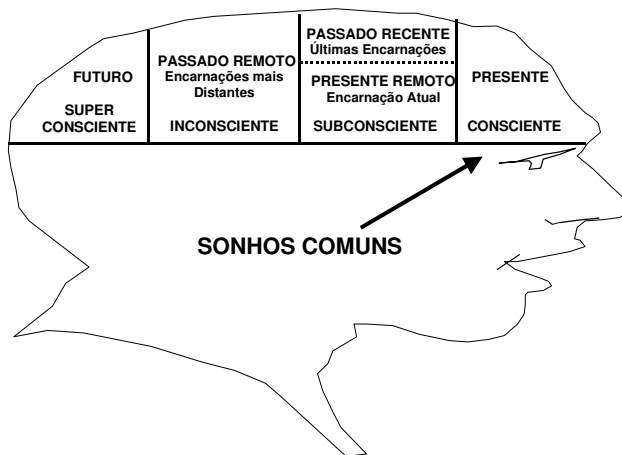 FUTURO
SUPER
CONSCIENTE
PASSADO REMOTO
Encarnações mais
Distantes
INCONSCIENTE
PASSADO RECENTE
Últimas Encarnações
PRESENTE REMOTO
Encarnação Atual
SUBCONSCIENTE
PRESENTE
CONSCIENTE
SONHOS COMUNS